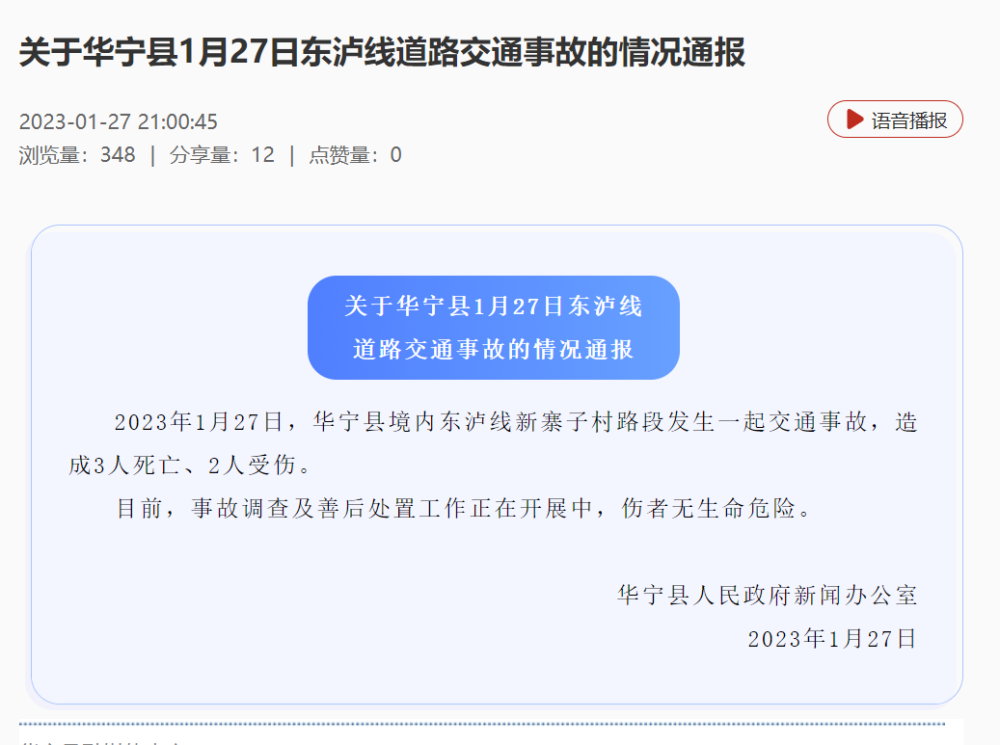 关于华宁县1月27日东泸线道路交通事故的情况通报
2023-01-27 21:00:45
语音播报
浏览量：348 | 分享量：12 | 点赞量：0
关于华宁县1月27日东泸线
道路交通事故的情况通报
2023年1月27日，华宁县境内东泸线新寨子村路段发生一起交通事故，造
成3人死亡、2人受伤。
目前，事故调查及善后处置工作正在开展中，伤者无生命危险。
华宁县人民政府新闻办公室
2023年1月27日